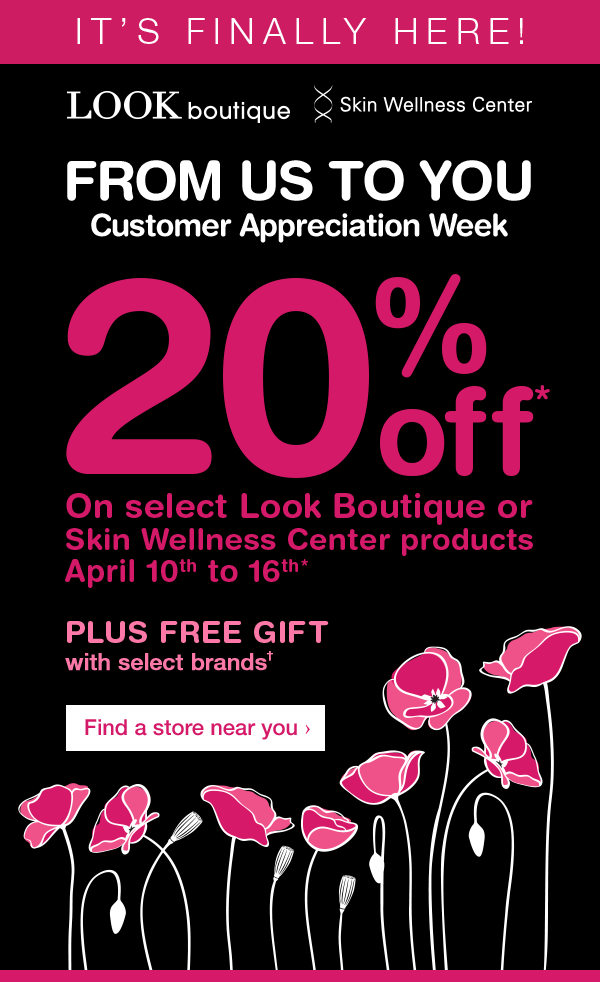 IT'S FINALLY HERE!
LOOK boutique Skin Wellness Center
FROM US TO YOU
Customer Appreciation Week
20% off*
On select Look Boutique or
Skin Wellness Center products
April 10th to 16th*
PLUS FREE GIFT
with select brands†
Find a store near you ›